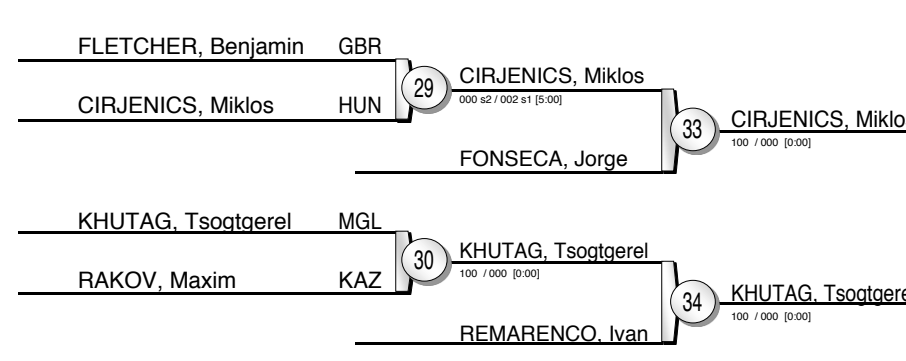 FLETCHER, Benjamin GBR
CIRJENICS, Miklos HUN
29
CIRJENICS, Miklos
000 s2 / 002 s1 [5:00]
FONSECA, Jorge
33
CIRJENICS, Miklo
100 / 000 [0:00]
KHUTAG, Tsogtgerel MGL
RAKOV, Maxim KAZ
30
KHUTAG, Tsogtgerel
100 / 000 [0:00]
REMARENCO, Ivan
34
KHUTAG, Tsogtgere
100 / 000 [0:00]